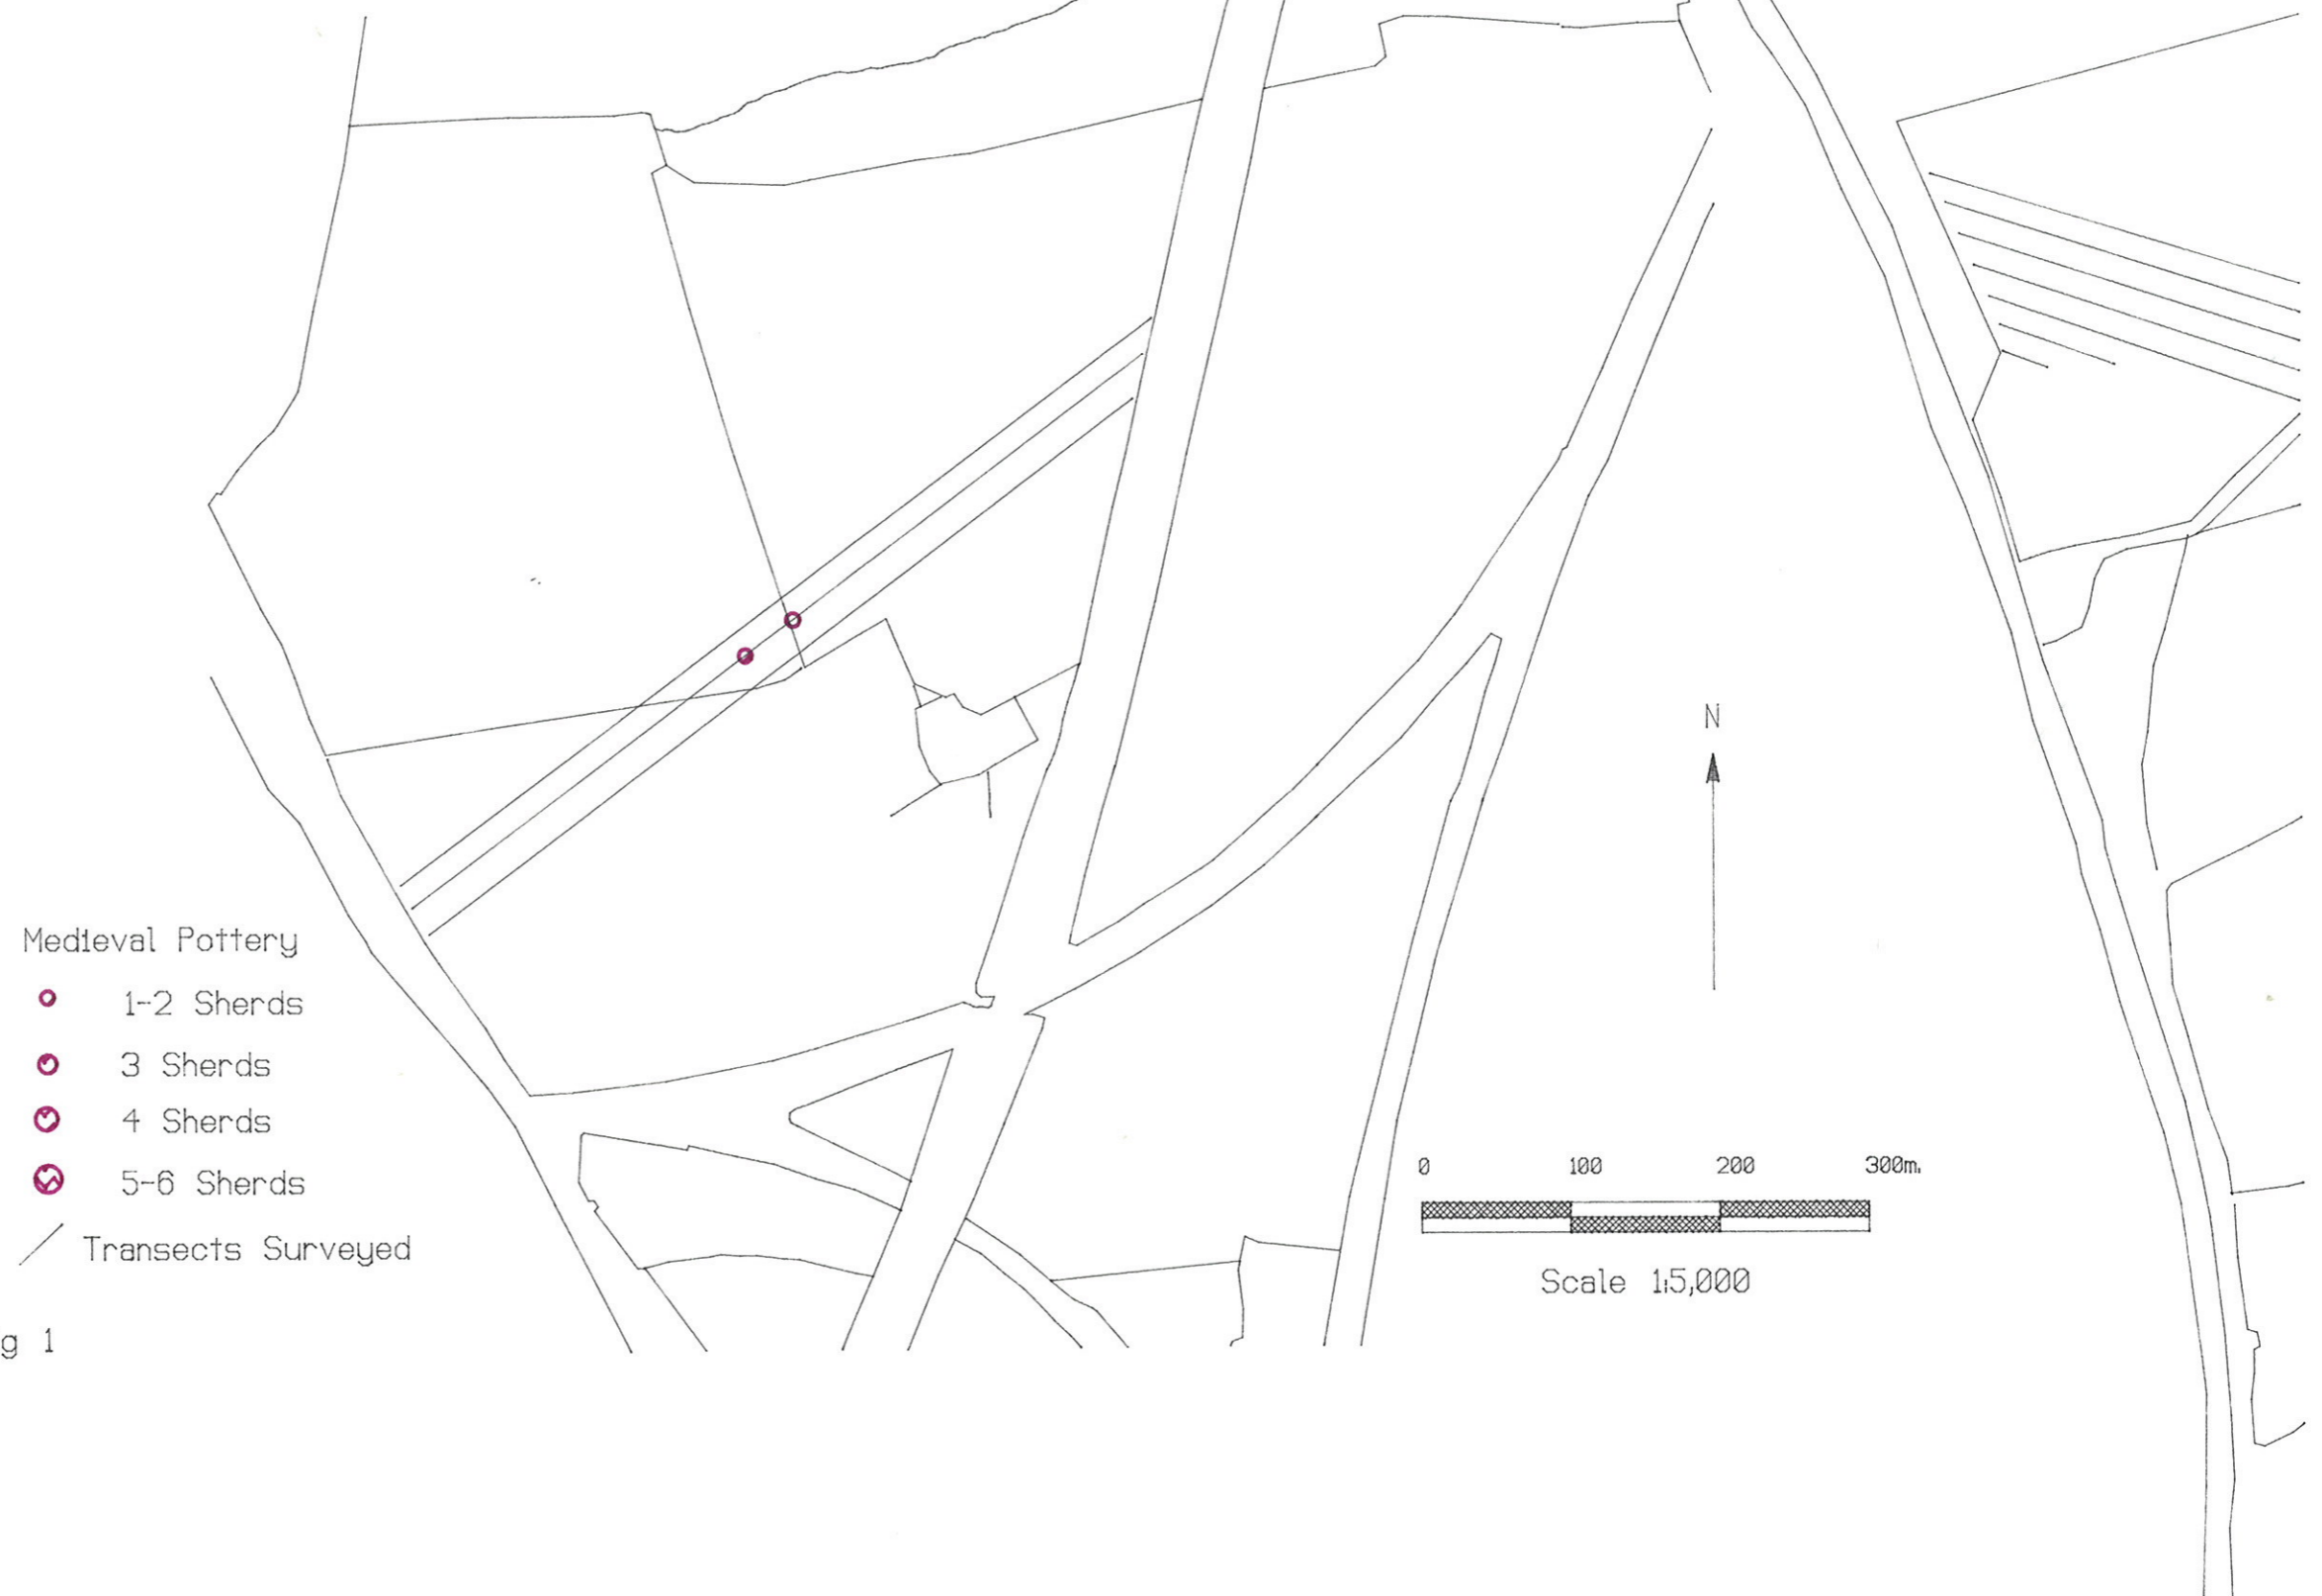 N
Medieval Pottery
1-2 Sherds
3 Sherds
4 Sherds
5-6 Sherds
Transects Surveyed
g 1
0 100 200 300m.
Scale 1:5,000